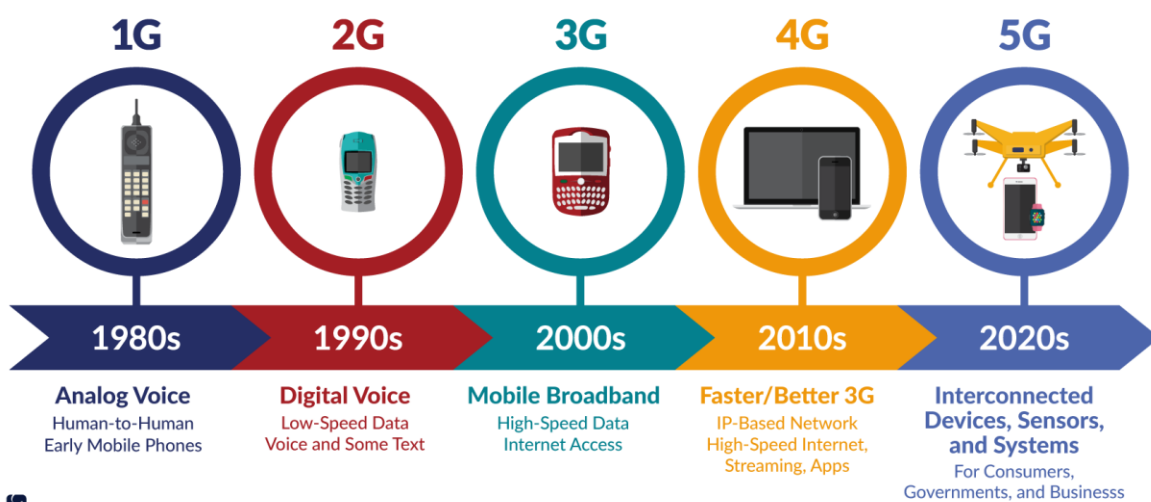 1G
2G
3G
4G
5G
1980s
1990s
2000s
2010s
2020s
Analog Voice
Human-to-Human
Early Mobile Phones
Digital Voice
Low-Speed Data
Voice and Some Text
Mobile Broadband
High-Speed Data
Internet Access
Faster/Better 3G
IP-Based Network
High-Speed Internet,
Streaming, Apps
Interconnected
Devices, Sensors,
and Systems
For Consumers,
Governments, and Businesss